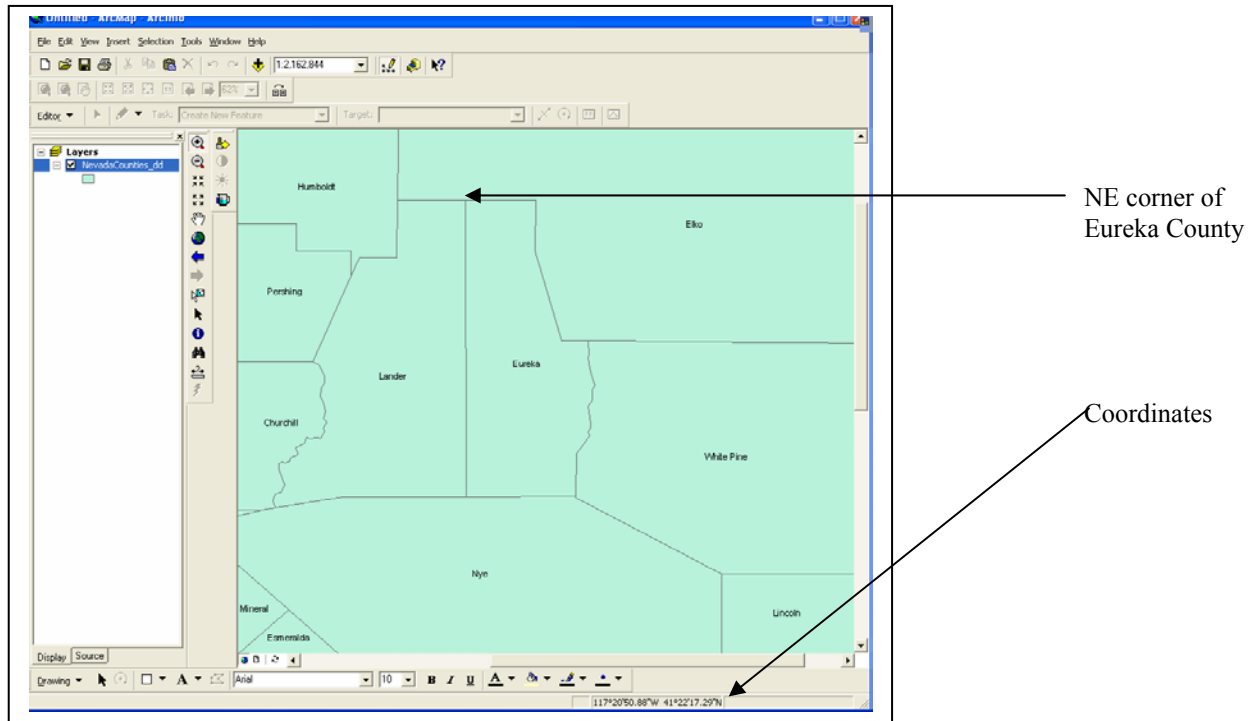 Untitled - ArcMap - ArcInfo
File Edit View Insert Selection Tools Window Help
1:2,162,844
62%
Editor Task: Create New Feature Target:
Layers
NevadaCounties_dd
Humboldt
Elko
NE corner of
Eureka County
Pershing
Eureka
Lander
Churchill
Coordinates
White Pine
Nye
Mineral
Lincoln
Esmeralda
Display Source
Drawing A Arial 10 B I U A
117°20'50.88"W 41°22'17.29"N